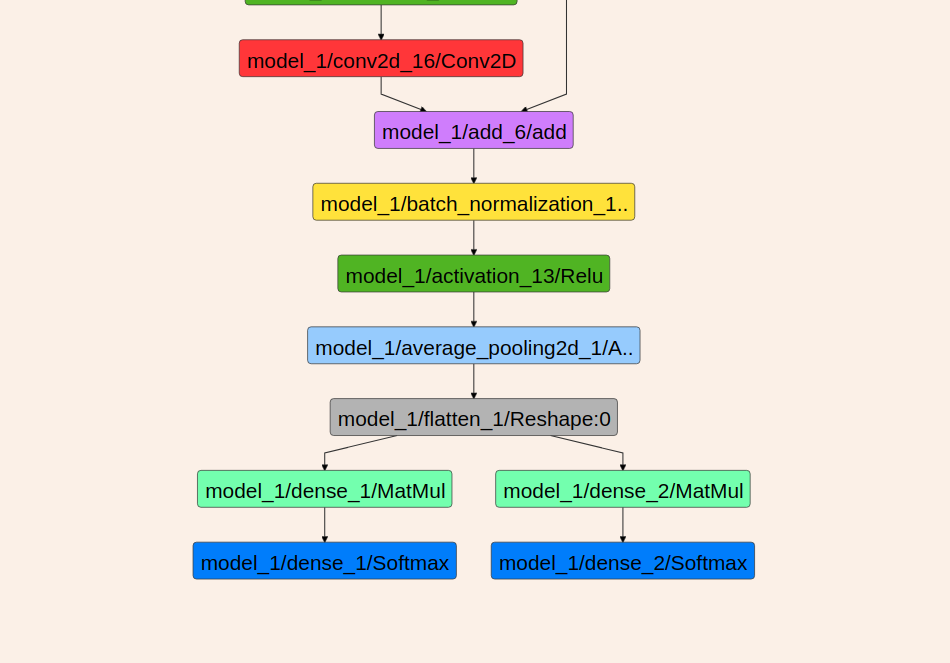 model_1/conv2d_16/Conv2D
model_1/add_6/add
model_1/batch_normalization_1..
model_1/activation_13/Relu
model_1/average_pooling2d_1/A..
model_1/flatten_1/Reshape:0
model_1/dense_1/MatMul
model_1/dense_2/MatMul
model_1/dense_1/Softmax
model_1/dense_2/Softmax